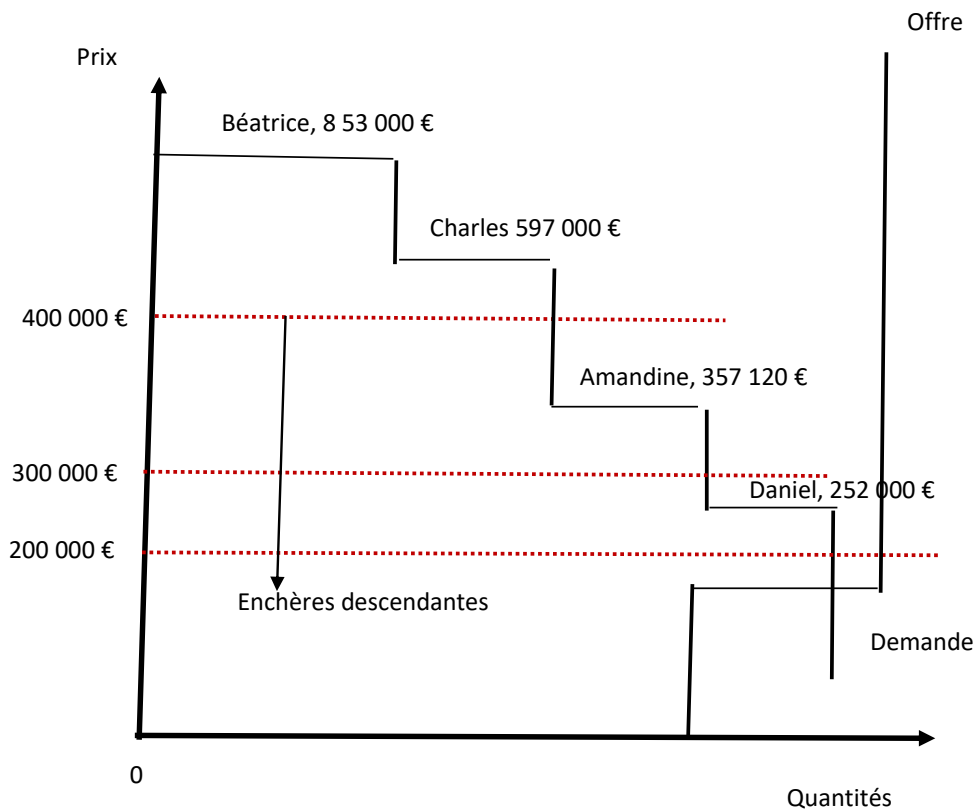 Offre
Prix
Béatrice, 8 53 000 €
Charles 597 000 €
400 000 €
Amandine, 357 120 €
300 000 €
Daniel, 252 000 €
200 000 €
Enchères descendantes
Demande
0
Quantités